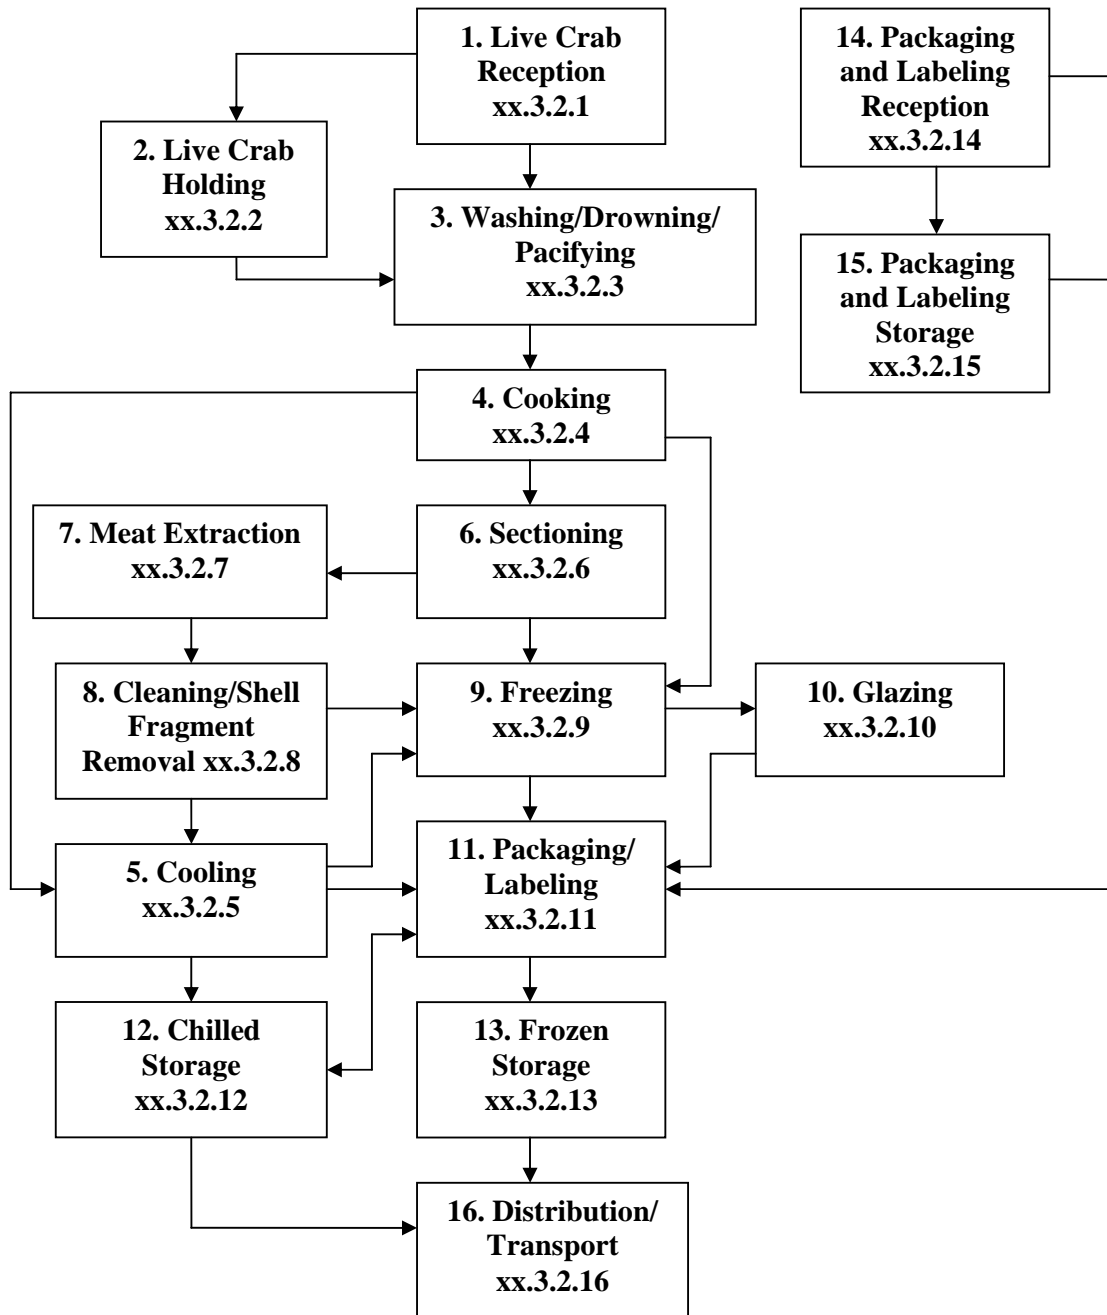 1. Live Crab
Reception
xx.3.2.1
14. Packaging
and Labeling
Reception
xx.3.2.14
2. Live Crab
Holding
xx.3.2.2
3. Washing/Drowning/
Pacifying
xx.3.2.3
15. Packaging
and Labeling
Storage
xx.3.2.15
4. Cooking
xx.3.2.4
7. Meat Extraction
xx.3.2.7
6. Sectioning
xx.3.2.6
8. Cleaning/Shell
Fragment
Removal xx.3.2.8
9. Freezing
xx.3.2.9
10. Glazing
xx.3.2.10
5. Cooling
xx.3.2.5
11. Packaging/
Labeling
xx.3.2.11
12. Chilled
Storage
xx.3.2.12
13. Frozen
Storage
xx.3.2.13
16. Distribution/
Transport
xx.3.2.16